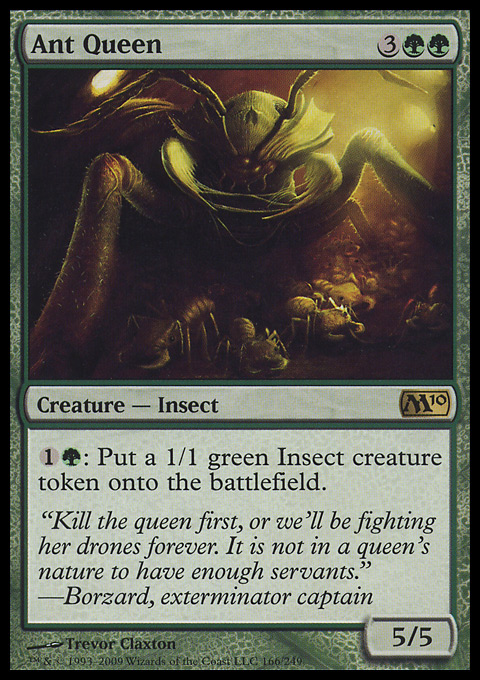 Ant Queen 3
M10
Creature — Insect
1 : Put a 1/1 green Insect creature
token onto the battlefield.
“Kill the queen first, or we’ll be fighting
her drones forever. It is not in a queen’s
nature to have enough servants.”
—Borzard, exterminator captain
5/5
Trevor Claxton
™ & © 1993–2009 Wizards of the Coast LLC 166/249